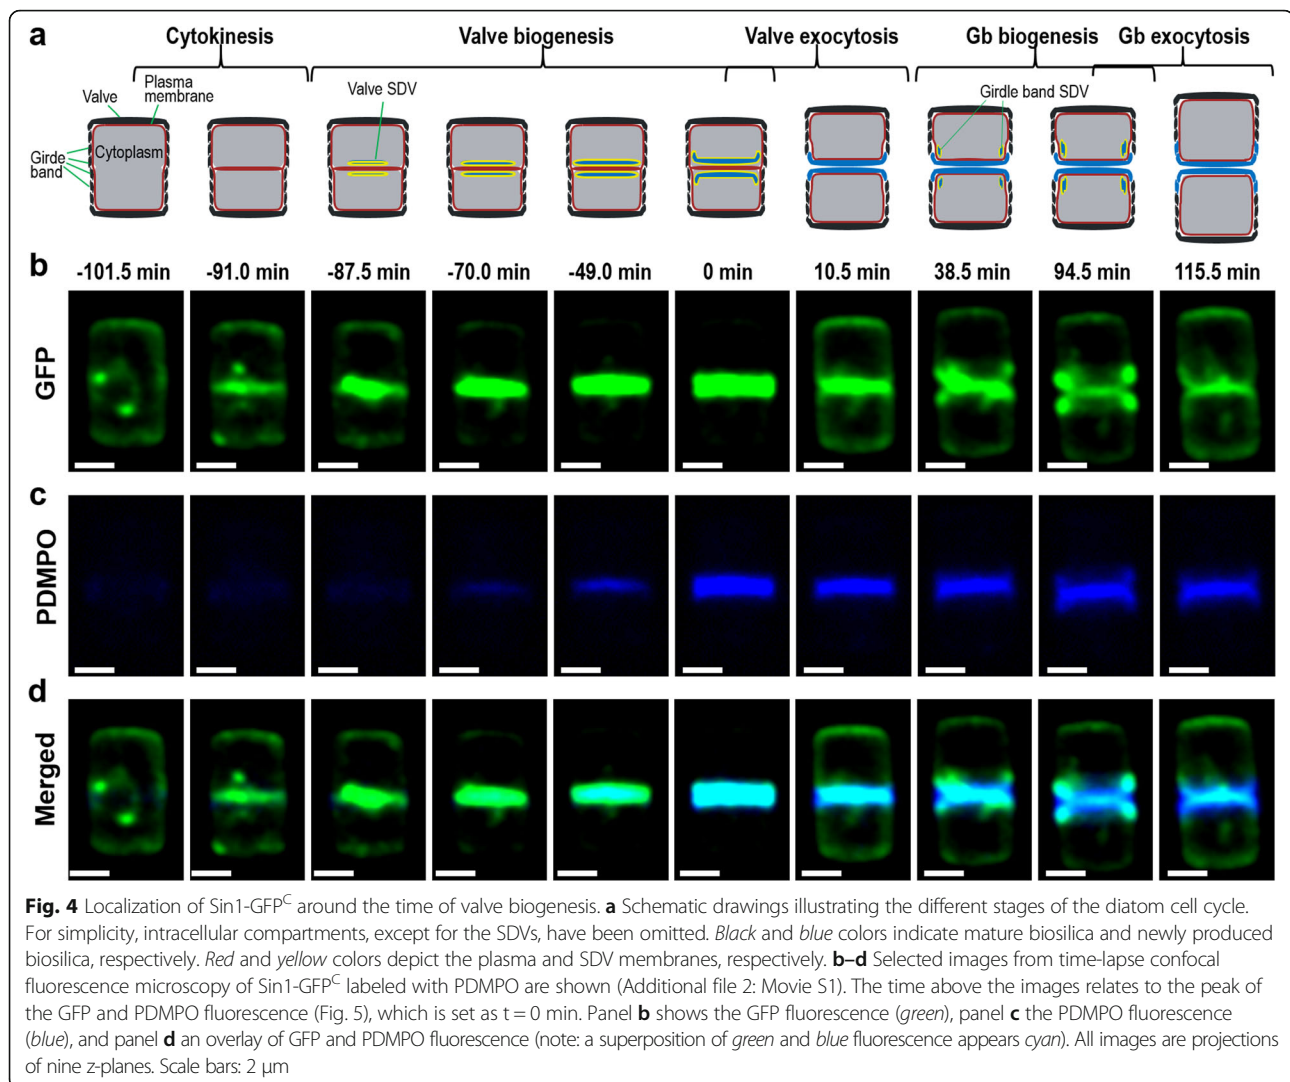 a
Cytokinesis Valve biogenesis Valve exocytosis Gb biogenesis Gb exocytosis
Valve Plasma membrane Valve SDV Girdle band SDV
Girde band Cytoplasm
b
-101.5 min -91.0 min -87.5 min -70.0 min -49.0 min 0 min 10.5 min 38.5 min 94.5 min 115.5 min
GFP
c
PDMPO
d
Merged
Fig. 4 Localization of Sin1-GFP^C around the time of valve biogenesis. a Schematic drawings illustrating the different stages of the diatom cell cycle.
For simplicity, intracellular compartments, except for the SDVs, have been omitted. Black and blue colors indicate mature biosilica and newly produced
biosilica, respectively. Red and yellow colors depict the plasma and SDV membranes, respectively. b–d Selected images from time-lapse confocal
fluorescence microscopy of Sin1-GFP^C labeled with PDMPO are shown (Additional file 2: Movie S1). The time above the images relates to the peak of
the GFP and PDMPO fluorescence (Fig. 5), which is set as t = 0 min. Panel b shows the GFP fluorescence (green), panel c the PDMPO fluorescence
(blue), and panel d an overlay of GFP and PDMPO fluorescence (note: a superposition of green and blue fluorescence appears cyan). All images are projections
of nine z-planes. Scale bars: 2 μm